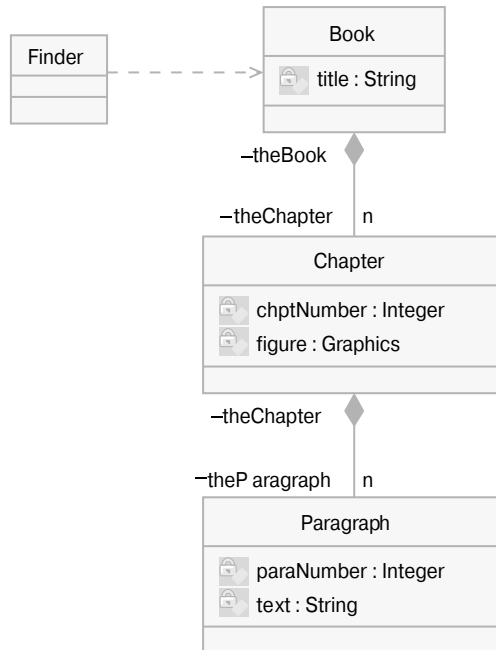 Book
Finder
title : String
–theBook
–theChapter n
Chapter
chptNumber : Integer
figure : Graphics
–theChapter
–theP aragraph n
Paragraph
paraNumber : Integer
text : String